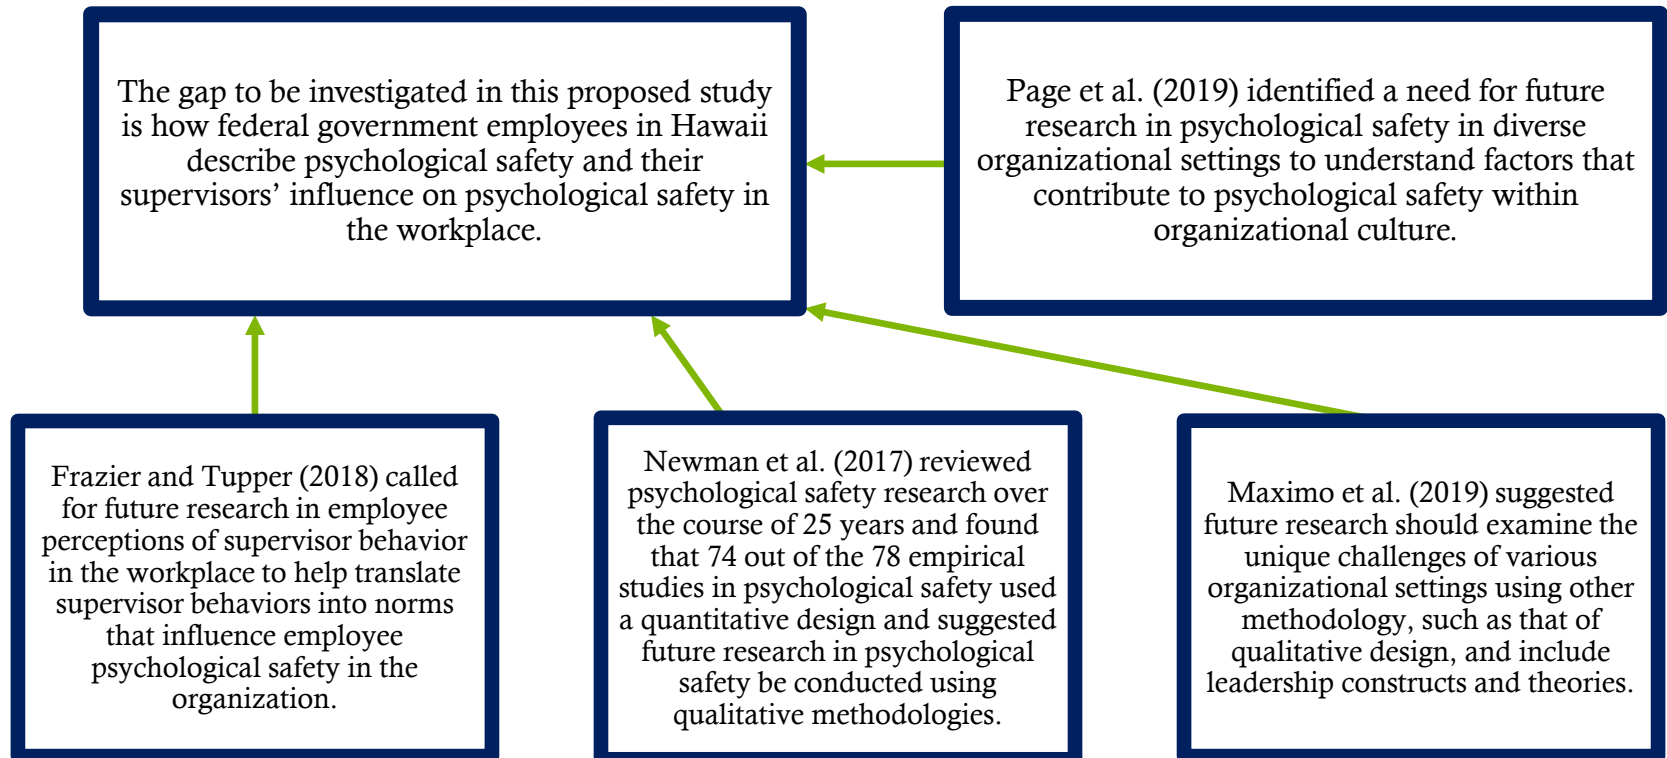 The gap to be investigated in this proposed study
is how federal government employees in Hawaii
describe psychological safety and their
supervisors’ influence on psychological safety in
the workplace.
Page et al. (2019) identified a need for future
research in psychological safety in diverse
organizational settings to understand factors that
contribute to psychological safety within
organizational culture.
Frazier and Tupper (2018) called
for future research in employee
perceptions of supervisor behavior
in the workplace to help translate
supervisor behaviors into norms
that influence employee
psychological safety in the
organization.
Newman et al. (2017) reviewed
psychological safety research over
the course of 25 years and found
that 74 out of the 78 empirical
studies in psychological safety used
a quantitative design and suggested
future research in psychological
safety be conducted using
qualitative methodologies.
Maximo et al. (2019) suggested
future research should examine the
unique challenges of various
organizational settings using other
methodology, such as that of
qualitative design, and include
leadership constructs and theories.